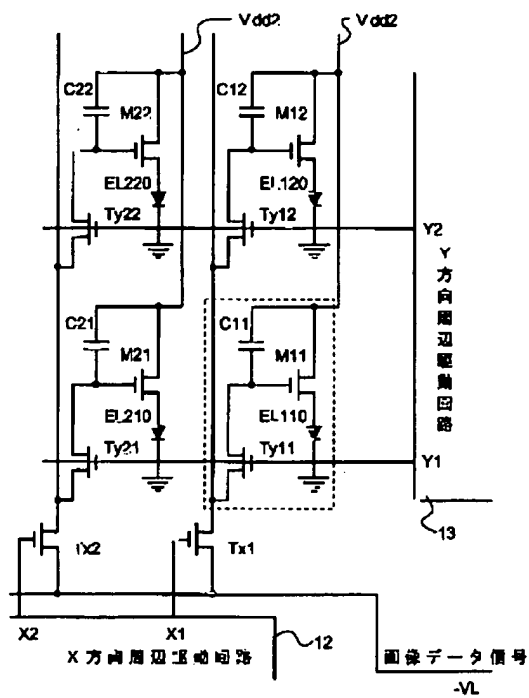 Vdd2
Vdd2
C22
M22
C12
M12
EL220
EL120
Ty22
Ty12
Y2
Y方向周辺駆動回路
C21
M21
C11
M11
EL210
EL110
Ty21
Ty11
Y1
13
Tx2
Tx1
X2
X1
12
X方向周辺駆動回路
画像データ信号
-VL